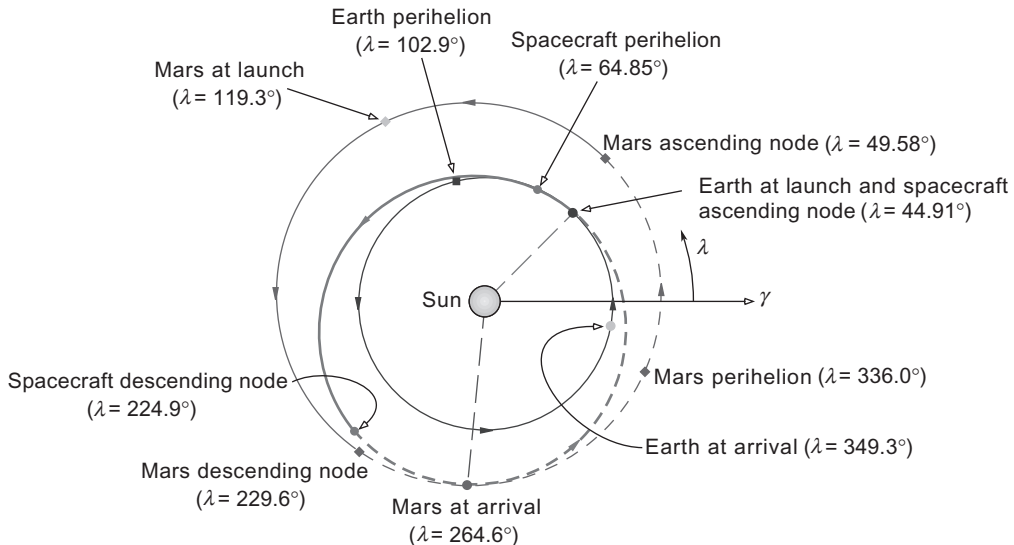 Earth perihelion
(λ = 102.9°)
Spacecraft perihelion
(λ = 64.85°)
Mars at launch
(λ = 119.3°)
Mars ascending node (λ = 49.58°)
Earth at launch and spacecraft
ascending node (λ = 44.91°)
λ
Sun
γ
Spacecraft descending node
(λ = 224.9°)
Mars perihelion (λ = 336.0°)
Earth at arrival (λ = 349.3°)
Mars descending node
(λ = 229.6°)
Mars at arrival
(λ = 264.6°)